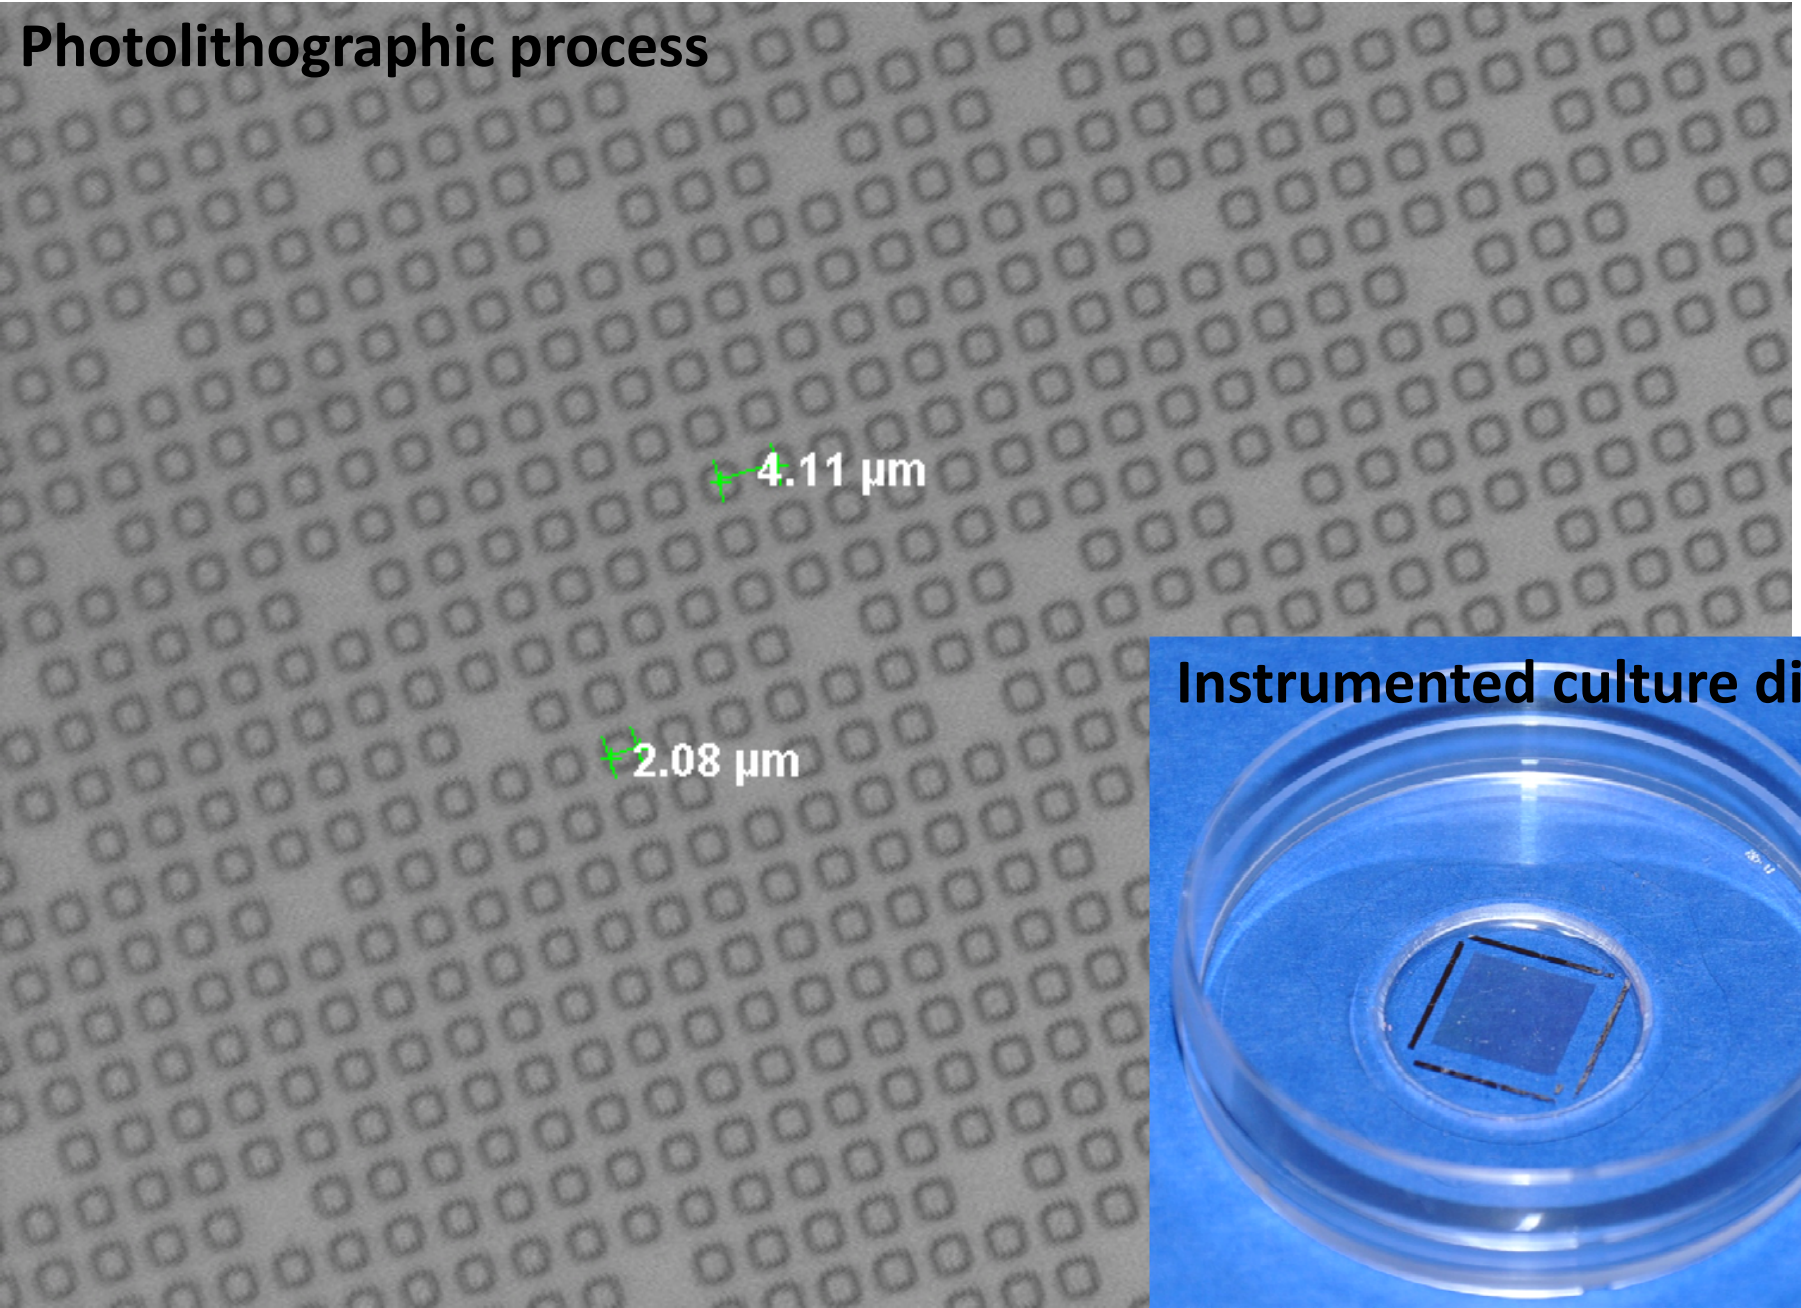 Photolithographic process
4.11 µm
2.08 µm
Instrumented culture di